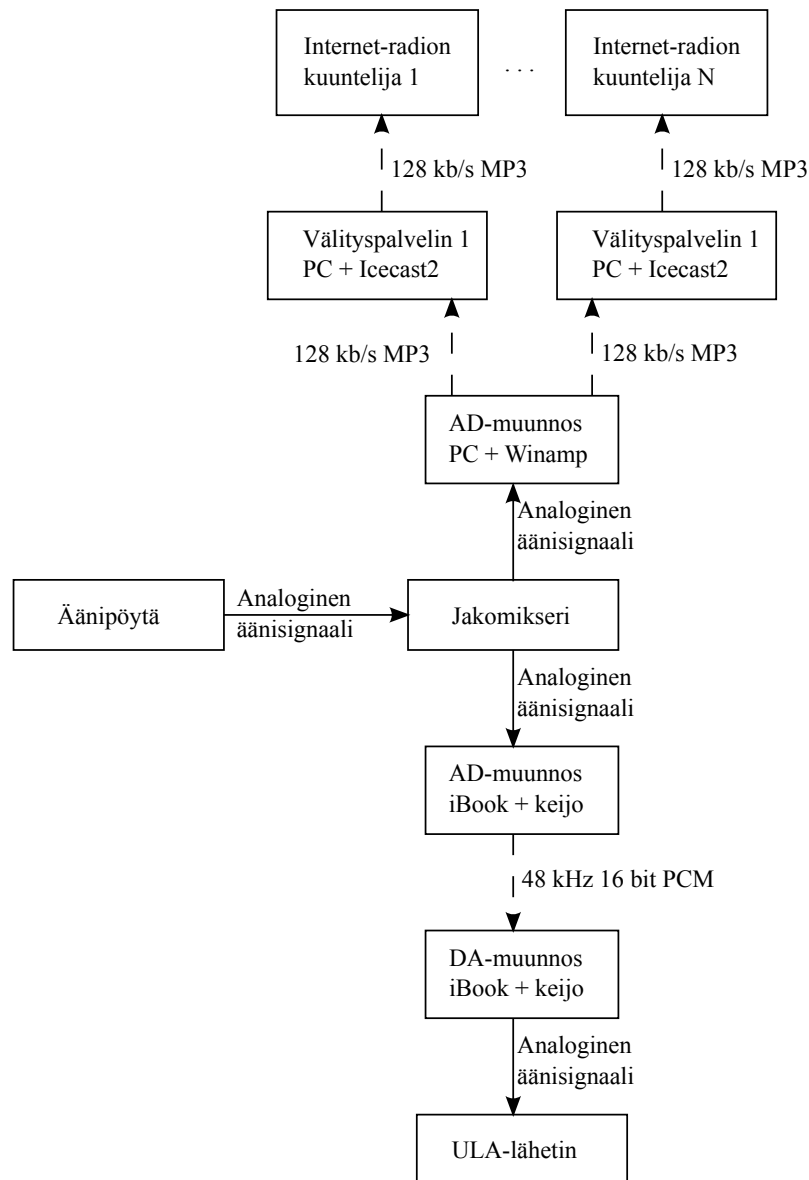 Internet-radion
kuuntelija 1
. . .
Internet-radion
kuuntelija N
128 kb/s MP3
128 kb/s MP3
Välityspalvelin 1
PC + Icecast2
Välityspalvelin 1
PC + Icecast2
128 kb/s MP3
128 kb/s MP3
AD-muunnos
PC + Winamp
Analoginen
äänisignaali
Äänipöytä
Analoginen
äänisignaali
Jakomikseri
Analoginen
äänisignaali
AD-muunnos
iBook + keijo
48 kHz 16 bit PCM
DA-muunnos
iBook + keijo
Analoginen
äänisignaali
ULA-lähetin